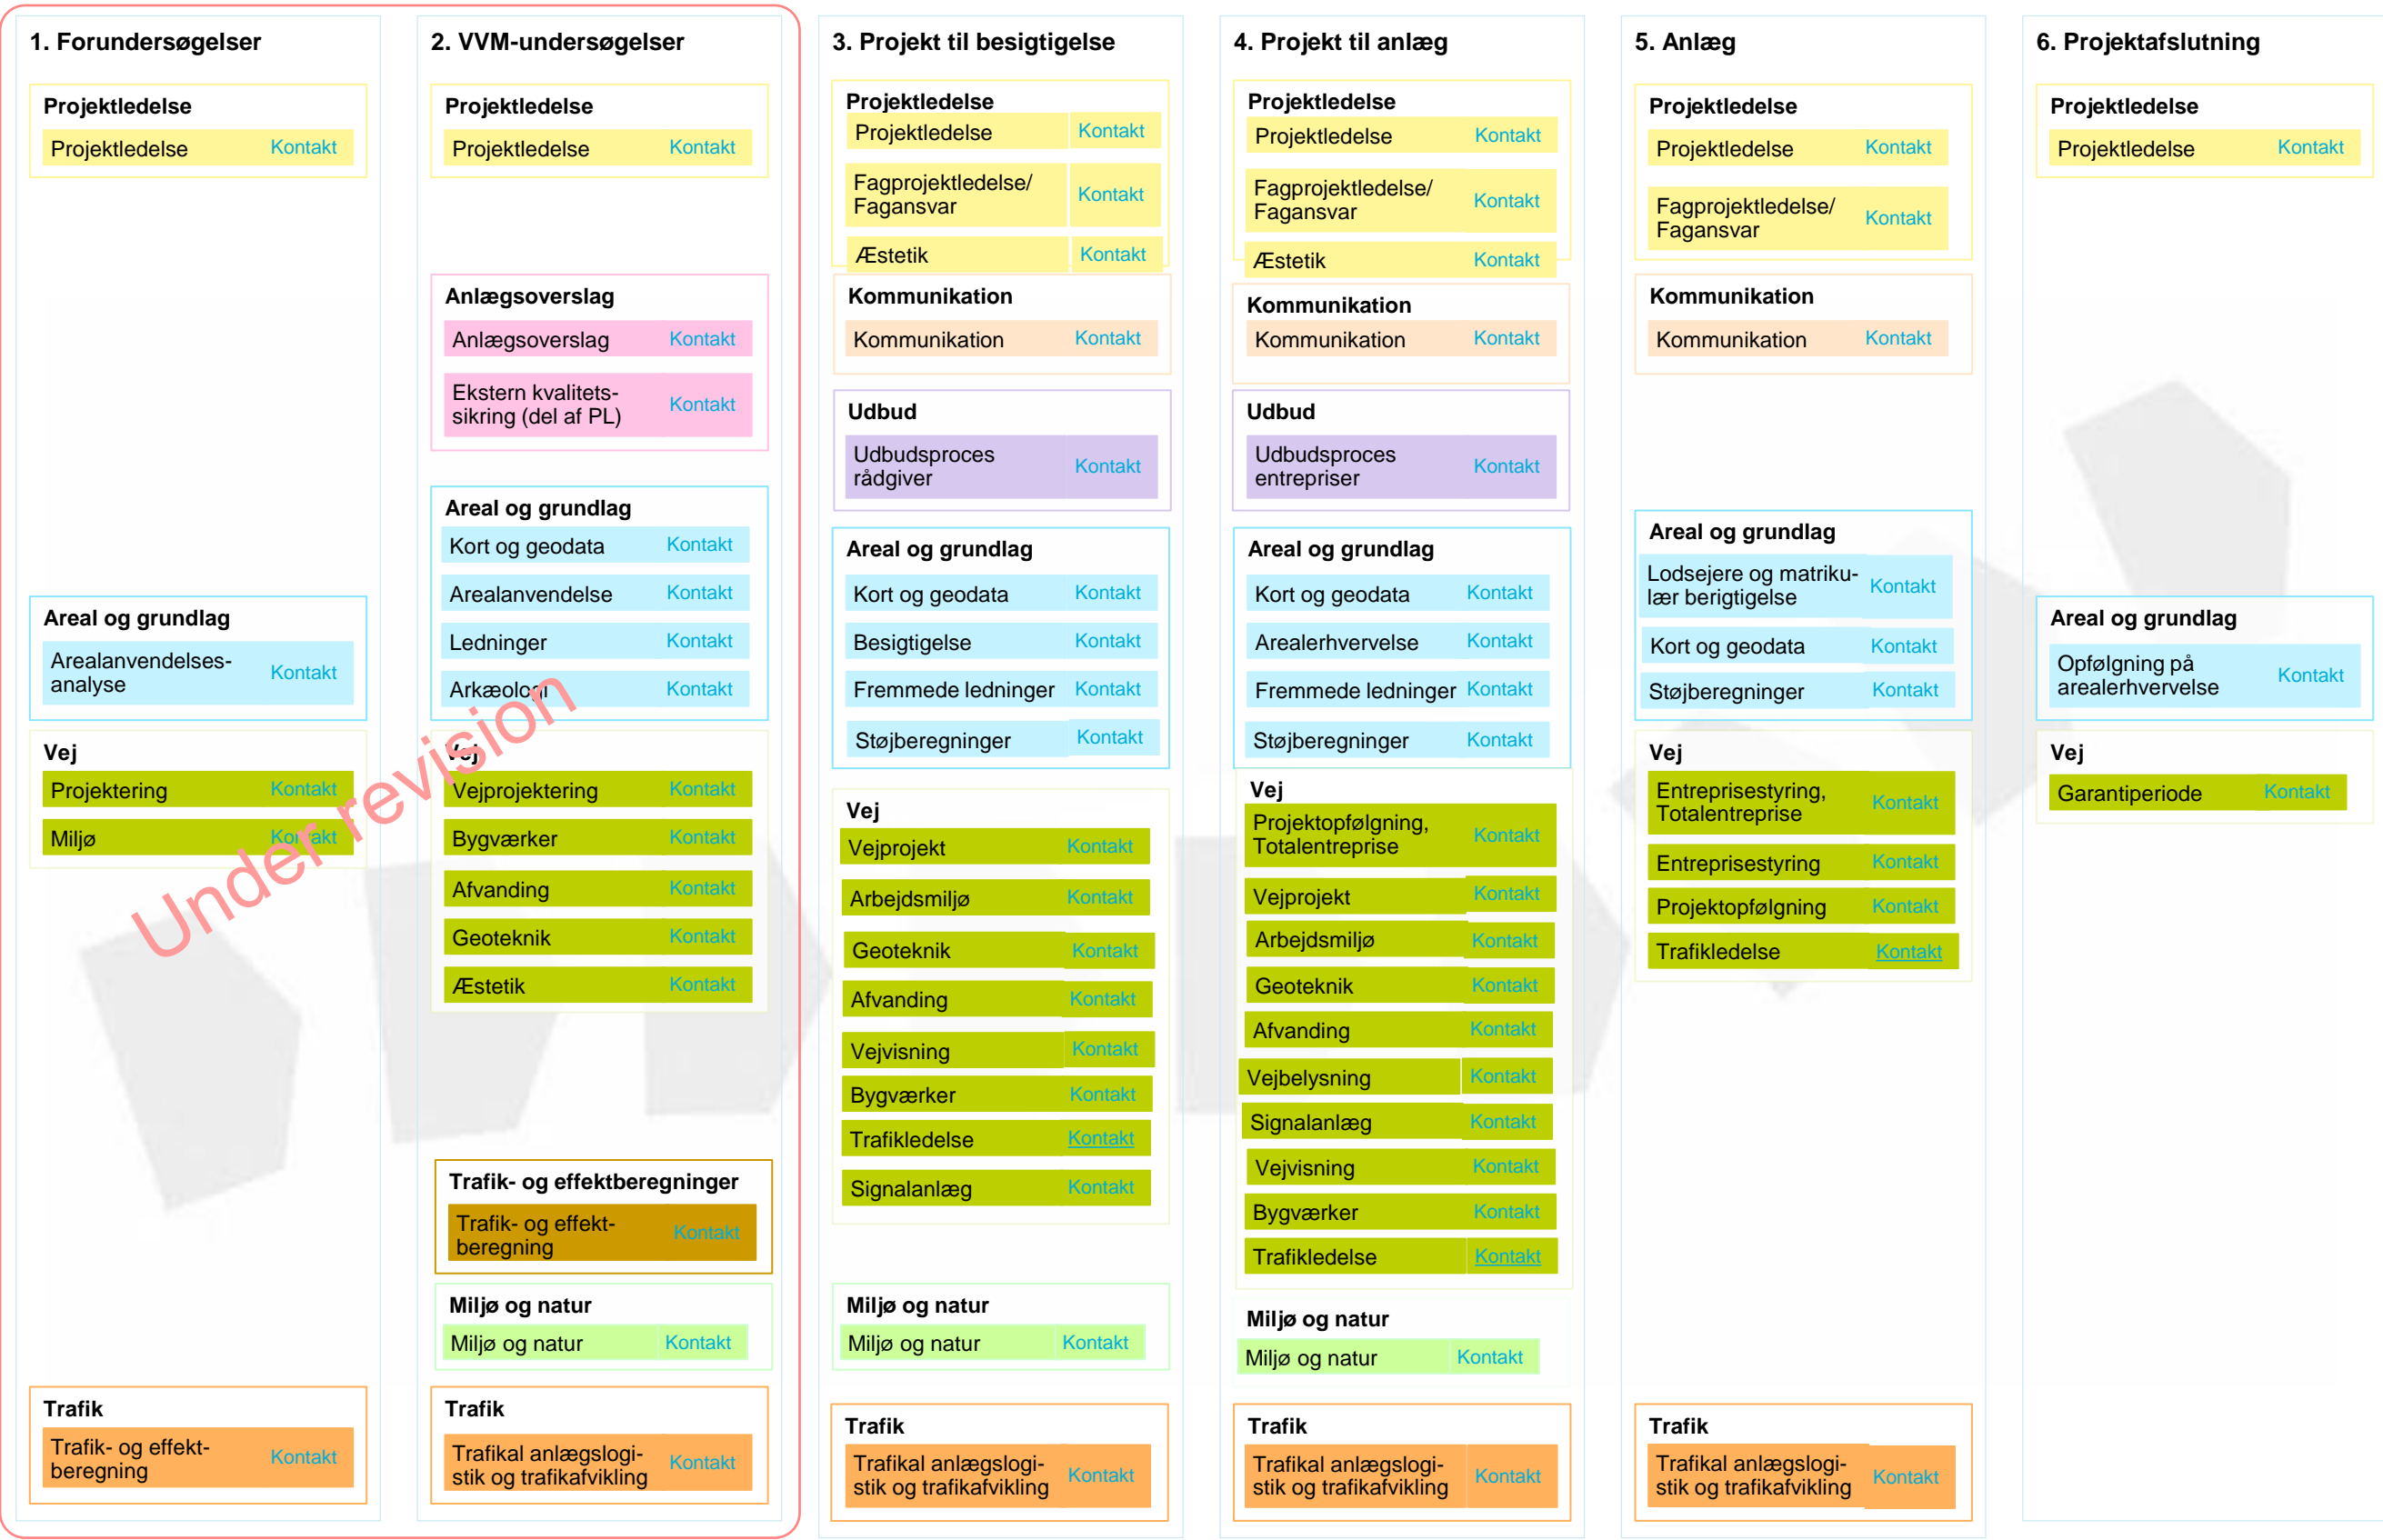 1. Forundersøgelser
Projektledelse
Projektledelse Kontakt
Areal og grundlag
Arealanvendelses-
analyse Kontakt
Vej
Projektering Kontakt
Miljø Kontakt
Trafik
Trafik- og effekt-
beregning Kontakt
2. VVM-undersøgelser
Projektledelse
Projektledelse Kontakt
Anlægsoverslag
Anlægsoverslag Kontakt
Ekstern kvalitets-
sikring (del af PL) Kontakt
Areal og grundlag
Kort og geodata Kontakt
Arealanvendelse Kontakt
Ledninger Kontakt
Arkæologi Kontakt
Vej
Vejprojektering Kontakt
Bygværker Kontakt
Afvanding Kontakt
Geoteknik Kontakt
Æstetik Kontakt
Trafik- og effektberegninger
Trafik- og effekt-
beregning Kontakt
Miljø og natur
Miljø og natur Kontakt
Trafik
Trafikal anlægslogi-
stik og trafikafvikling Kontakt
Under revision
3. Projekt til besigtigelse
Projektledelse
Projektledelse Kontakt
Fagprojektledelse/
Fagansvar Kontakt
Æstetik Kontakt
Kommunikation
Kommunikation Kontakt
Udbud
Udbudsproces
rådgiver Kontakt
Areal og grundlag
Kort og geodata Kontakt
Besigtigelse Kontakt
Fremmede ledninger Kontakt
Støjberegninger Kontakt
Vej
Vejprojekt Kontakt
Arbejdsmiljø Kontakt
Geoteknik Kontakt
Afvanding Kontakt
Vejvisning Kontakt
Bygværker Kontakt
Trafikledelse Kontakt
Signalanlæg Kontakt
Miljø og natur
Miljø og natur Kontakt
Trafik
Trafikal anlægslogi-
stik og trafikafvikling Kontakt
4. Projekt til anlæg
Projektledelse
Projektledelse Kontakt
Fagprojektledelse/
Fagansvar Kontakt
Æstetik Kontakt
Kommunikation
Kommunikation Kontakt
Udbud
Udbudsproces
entrepriser Kontakt
Areal og grundlag
Kort og geodata Kontakt
Arealerhvervelse Kontakt
Fremmede ledninger Kontakt
Støjberegninger Kontakt
Vej
Projektopfølgning,
Totalentreprise Kontakt
Vejprojekt Kontakt
Arbejdsmiljø Kontakt
Geoteknik Kontakt
Afvanding Kontakt
Vejbelysning Kontakt
Signalanlæg Kontakt
Vejvisning Kontakt
Bygværker Kontakt
Trafikledelse Kontakt
Miljø og natur
Miljø og natur Kontakt
Trafik
Trafikal anlægslogi-
stik og trafikafvikling Kontakt
5. Anlæg
Projektledelse
Projektledelse Kontakt
Fagprojektledelse/
Fagansvar Kontakt
Kommunikation
Kommunikation Kontakt
Areal og grundlag
Lodsejere og matriku-
lær berigtigelse Kontakt
Kort og geodata Kontakt
Støjberegninger Kontakt
Vej
Entreprisestyring,
Totalentreprise Kontakt
Entreprisestyring Kontakt
Projektopfølgning Kontakt
Trafikledelse Kontakt
Trafik
Trafikal anlægslogi-
stik og trafikafvikling Kontakt
6. Projektafslutning
Projektledelse
Projektledelse Kontakt
Areal og grundlag
Opfølgning på
arealerhvervelse Kontakt
Vej
Garantiperiode Kontakt